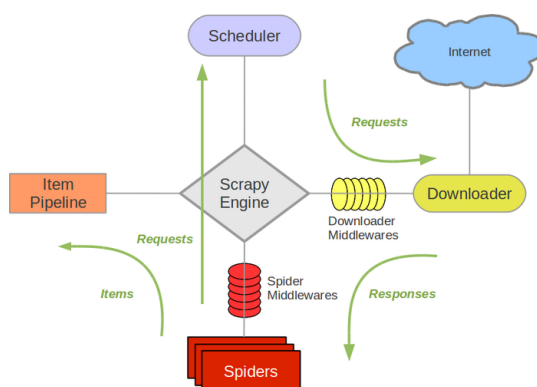 Scheduler
Internet
Requests
Item
Pipeline
Scrapy
Engine
Downloader
Downloader
Middlewares
Requests
Spider
Middlewares
Items
Responses
Spiders